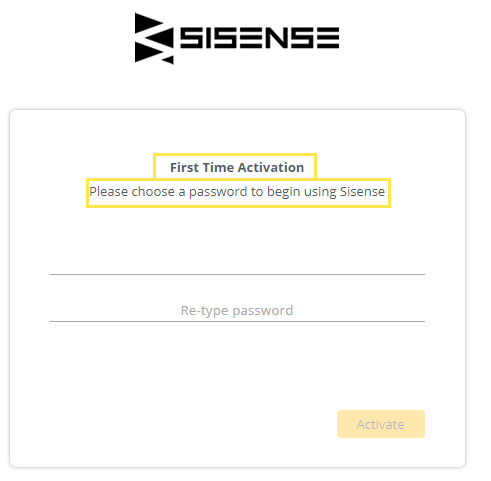 SISENSE
First Time Activation
Please choose a password to begin using Sisense
Re-type password
Activate